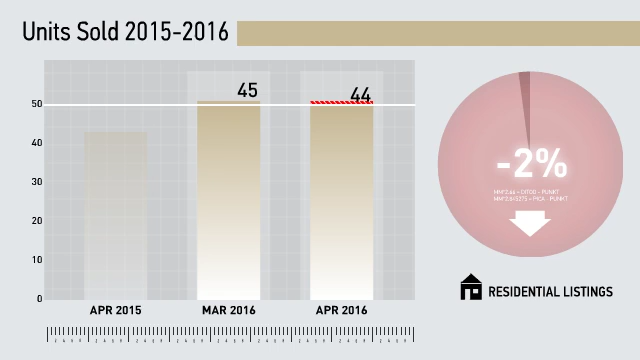 Units Sold 2015-2016
45
44
50
40
30
20
10
0
APR 2015
MAR 2016
APR 2016
-2%
RESIDENTIAL LISTINGS